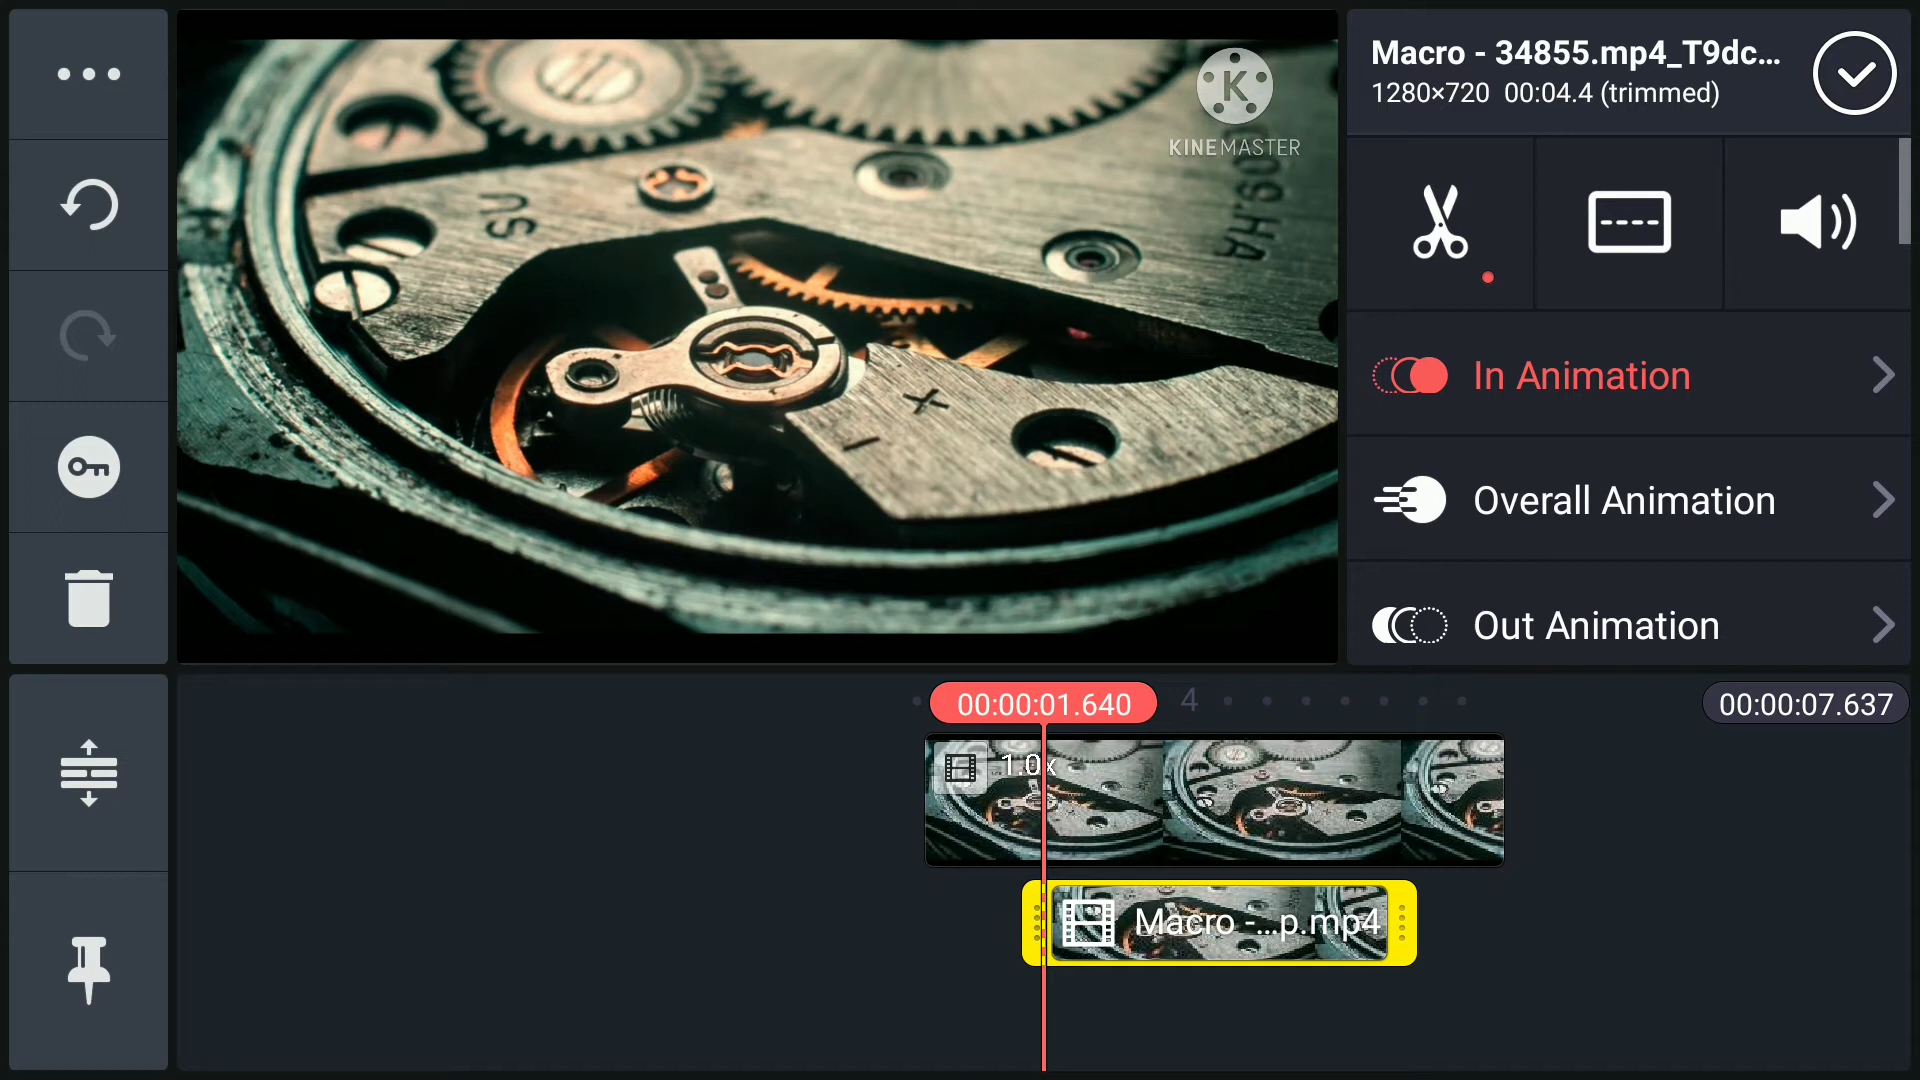 Macro - 34855.mp4_T9dc...
1280×720 00:04.4 (trimmed)
KINEMASTER
SU
In Animation
Overall Animation
Out Animation
00:00:01.640
4
00:00:07.637
1.0x
Macro -...p.mp4